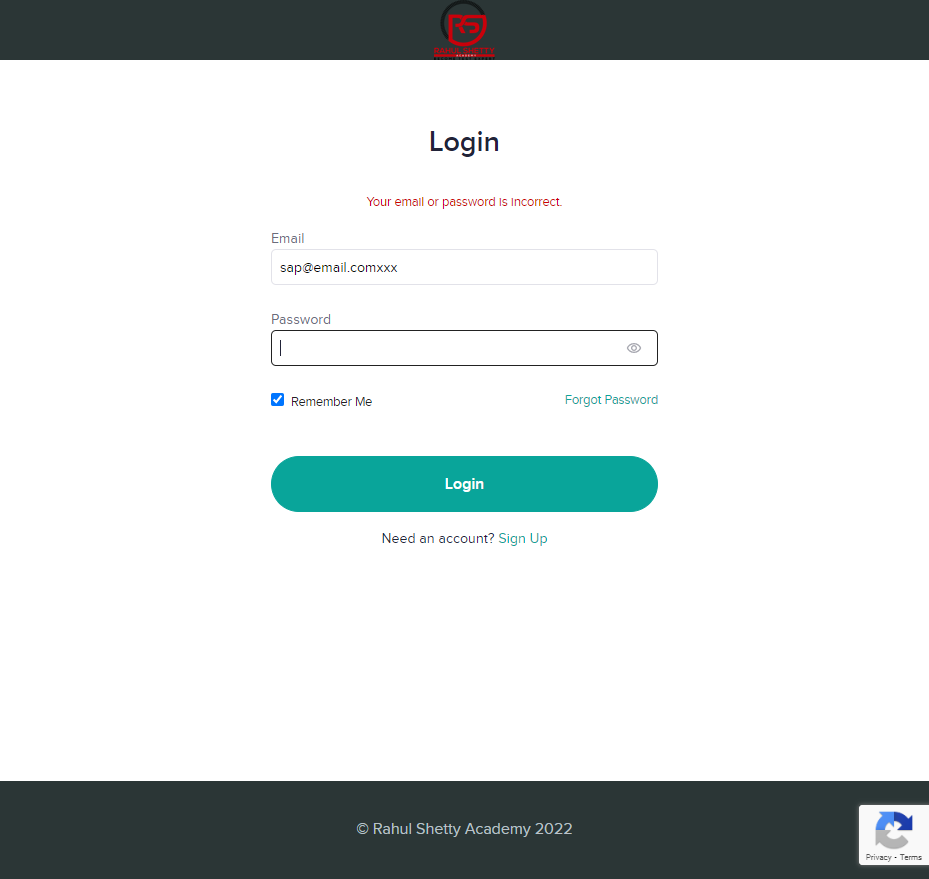 RS
RAHUL SHETTY
Login
Your email or password is incorrect.
Email
sap@email.comxxx
Password
Remember Me
Forgot Password
Login
Need an account? Sign Up
© Rahul Shetty Academy 2022
Privacy - Terms